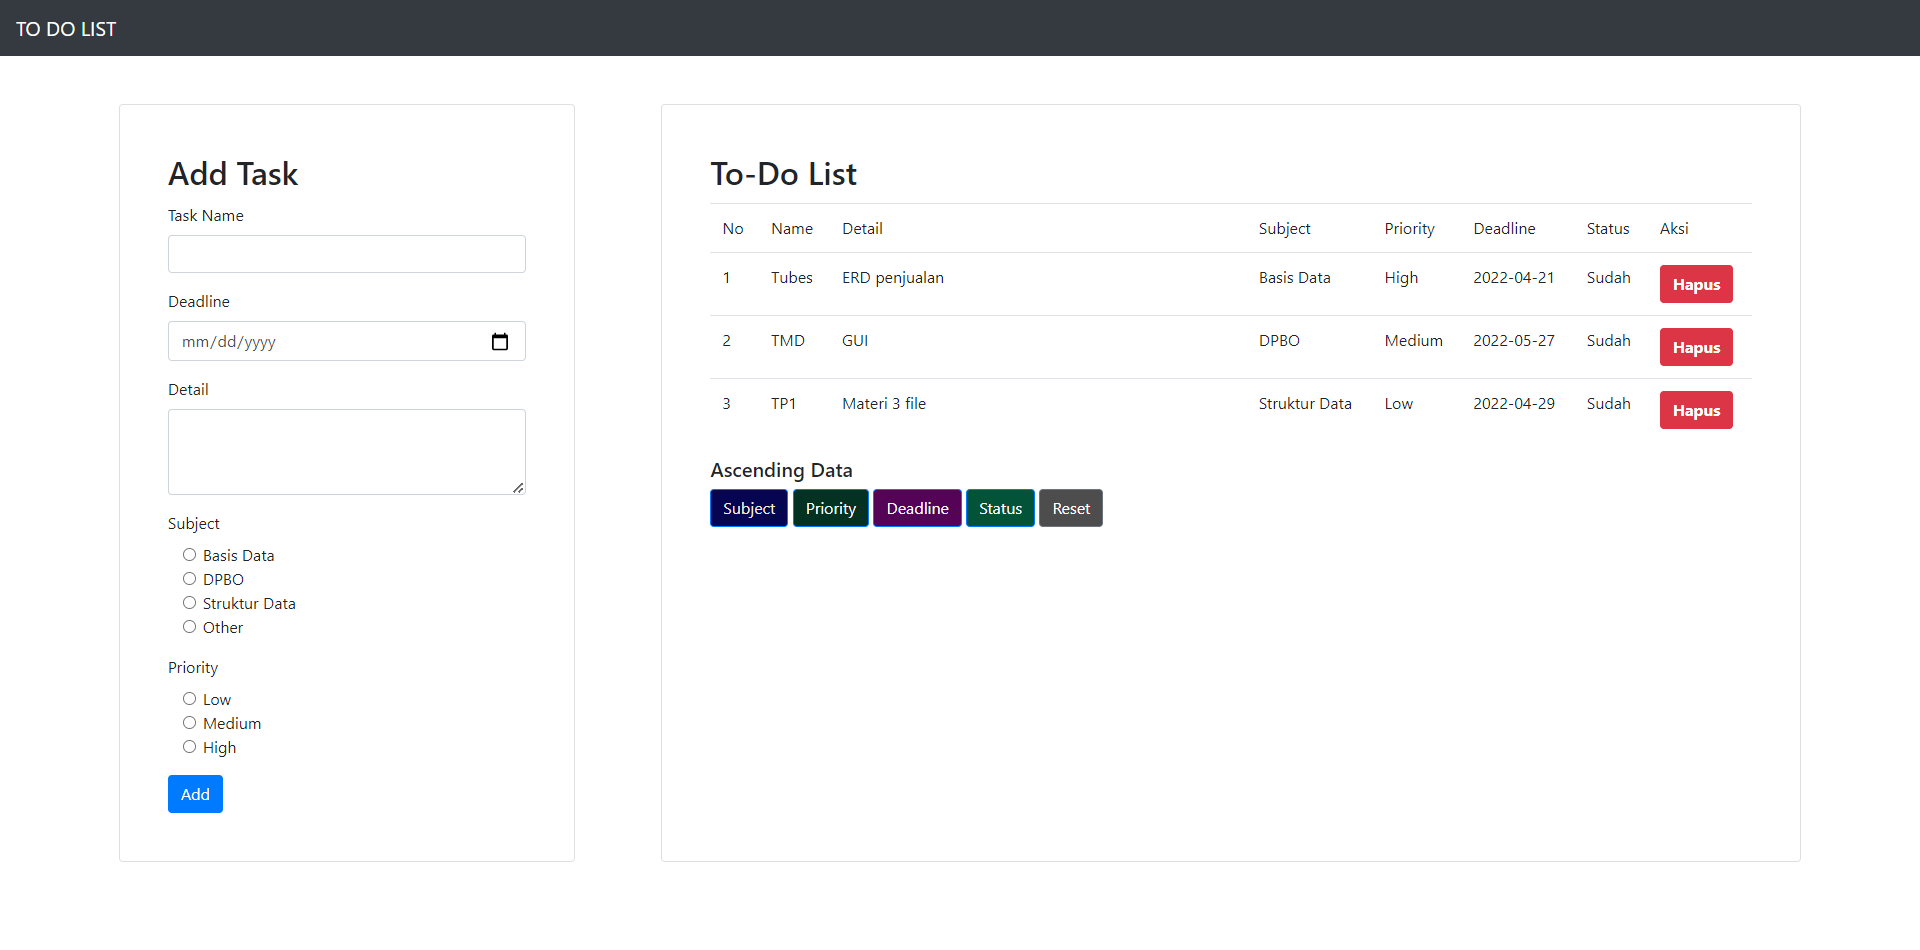 TO DO LIST
Add Task
Task Name
Deadline
mm/dd/yyyy
Detail
Subject
Basis Data
DPBO
Struktur Data
Other
Priority
Low
Medium
High
Add
To-Do List
No Name Detail Subject Priority Deadline Status Aksi
1 Tubes ERD penjualan Basis Data High 2022-04-21 Sudah Hapus
2 TMD GUI DPBO Medium 2022-05-27 Sudah Hapus
3 TP1 Materi 3 file Struktur Data Low 2022-04-29 Sudah Hapus
Ascending Data
Subject Priority Deadline Status Reset